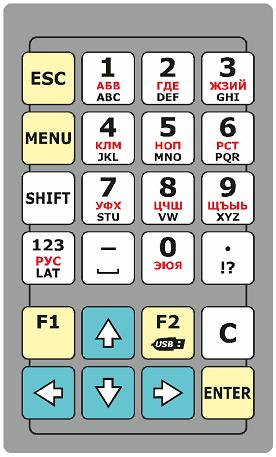 ESC
1
АБВ
ABC
2
ГДЕ
DEF
3
ЖЗИЙ
GHI
MENU
4
КЛМ
JKL
5
НОП
MNO
6
РСТ
PQR
SHIFT
7
УФХ
STU
8
ЦЧШ
VW
9
ЩЪЫЬ
XYZ
123
РУС
LAT
–
0
ЭЮЯ
.
!?
F1
F2
USB
C
ENTER